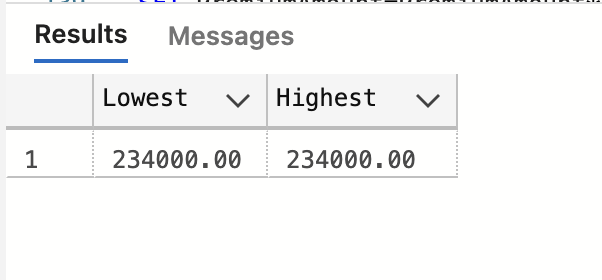 Results Messages
Lowest Highest
1 234000.00 234000.00